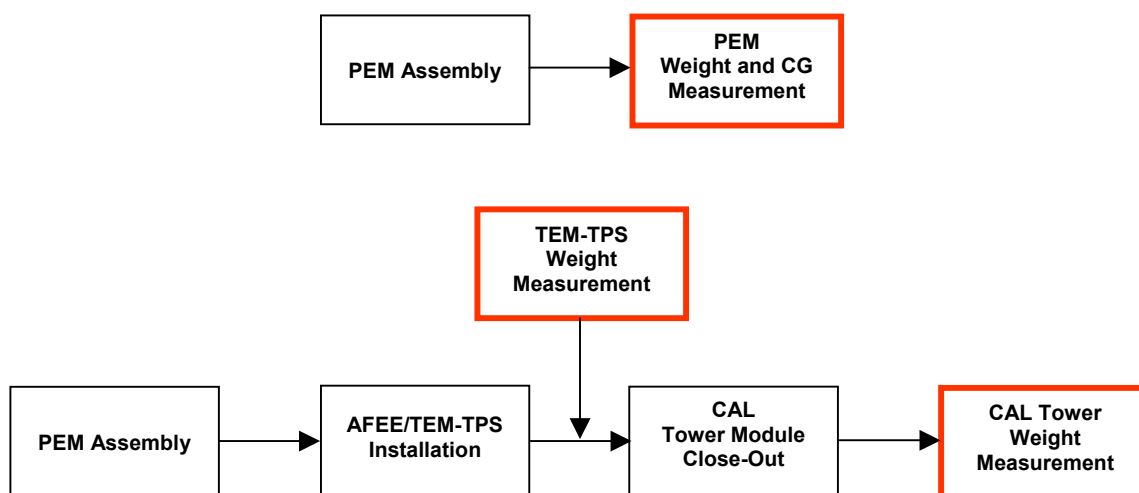 PEM Assembly
PEM
Weight and CG
Measurement
TEM-TPS
Weight
Measurement
PEM Assembly
AFEE/TEM-TPS
Installation
CAL
Tower Module
Close-Out
CAL Tower
Weight
Measurement